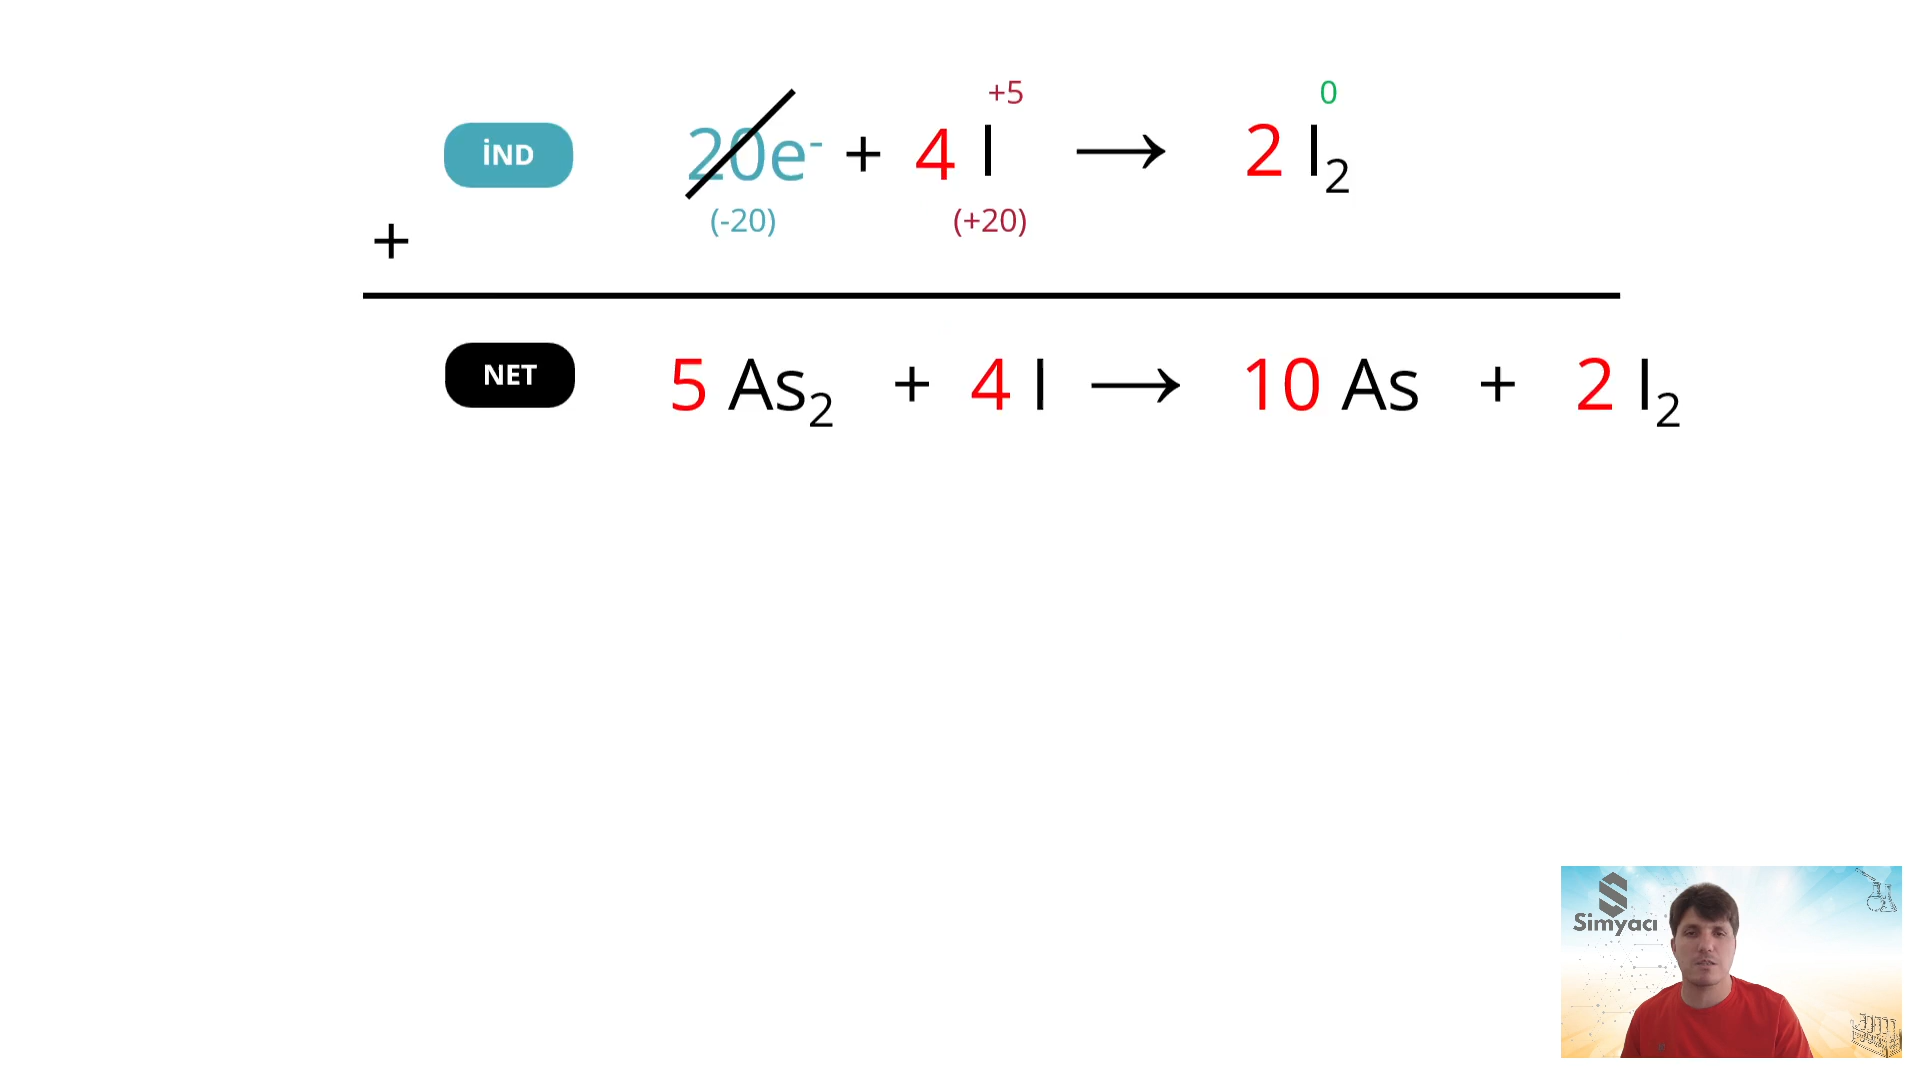 +5 0
İND 20e⁻ + 4 I → 2 I₂
(-20) (+20)
+
NET 5 As₂ + 4 I → 10 As + 2 I₂
Simyacı